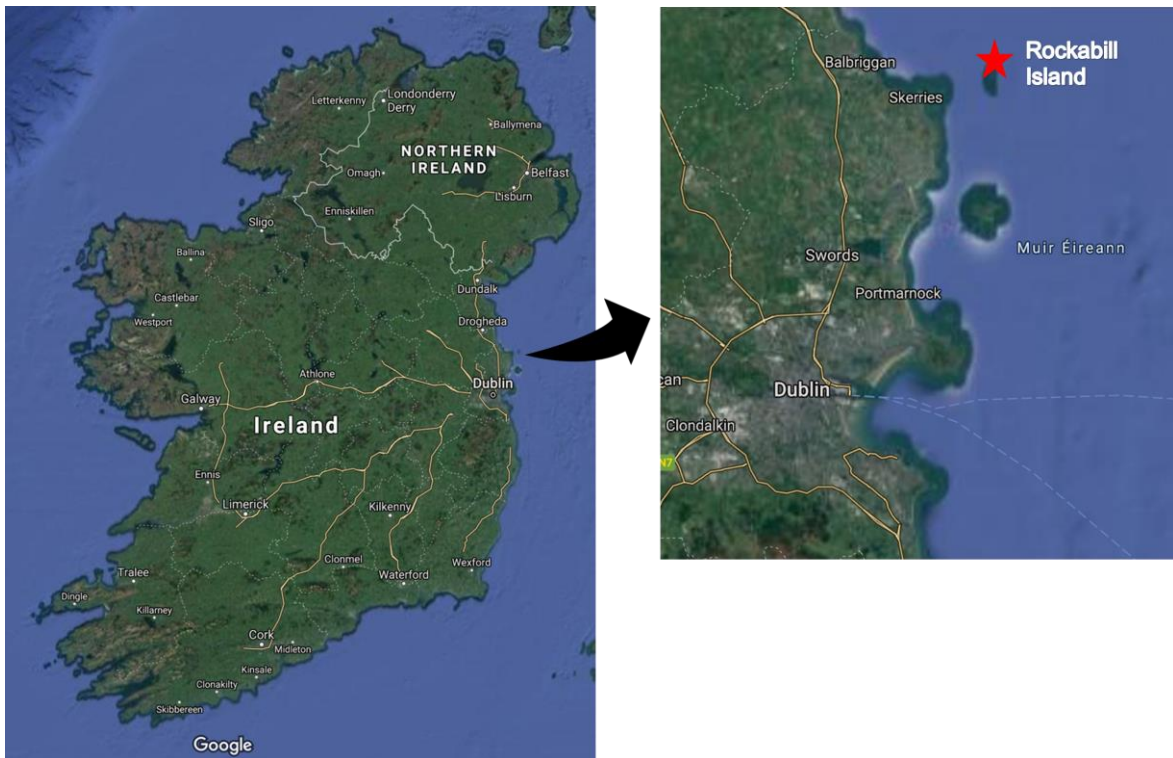 Londonderry
Derry
Letterkenny
Ballymena
NORTHERN
IRELAND
Belfast
Omagh
Lisburn
Enniskillen
Sligo
Ballina
Dundalk
Castlebar
Westport
Drogheda
Athlone
Dublin
Galway
Ireland
Ennis
Limerick
Kilkenny
Clonmel
Wexford
Tralee
Waterford
Dingle
Killarney
Cork
Midleton
Kinsale
Clonakilty
Skibbereen
Google
Rockabill
Island
Balbriggan
Skerries
Muir Éireann
Swords
Portmarnock
Dublin
Clondalkin
N7